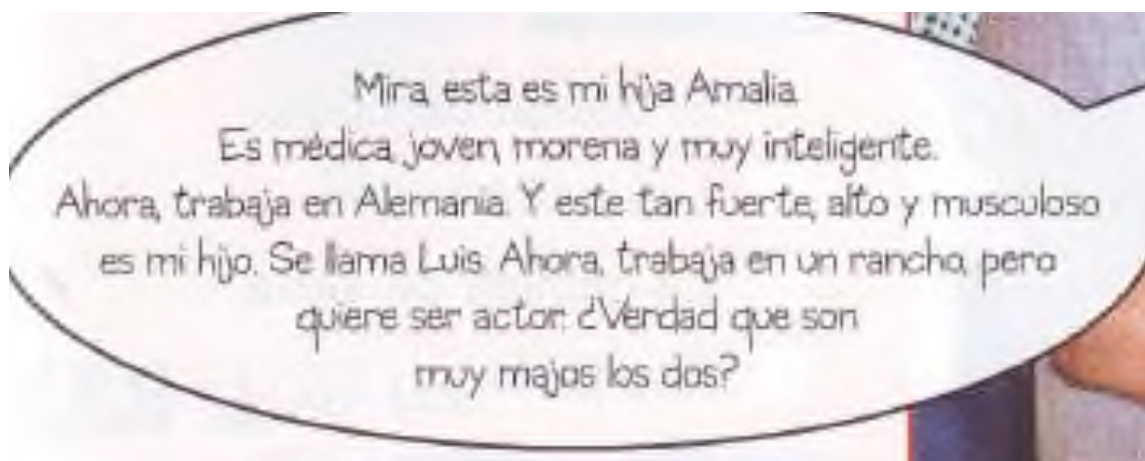 Mira, esta es mi hija Amalia.
Es médica, joven, morena y muy inteligente.
Ahora, trabaja en Alemania. Y este tan fuerte, alto y musculoso
es mi hijo. Se llama Luis. Ahora, trabaja en un rancho, pero
quiere ser actor. ¿Verdad que son
muy majos los dos?